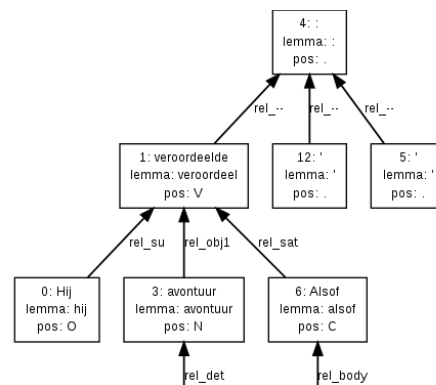 4: :
lemma: :
pos: .
rel_--
rel_--
rel_--
1: veroordeelde
lemma: veroordeel
pos: V
12: '
lemma: '
pos: .
5: '
lemma: '
pos: .
rel_su
rel_obj1
rel_sat
0: Hij
lemma: hij
pos: O
3: avontuur
lemma: avontuur
pos: N
6: Alsof
lemma: alsof
pos: C
rel_det
rel_body